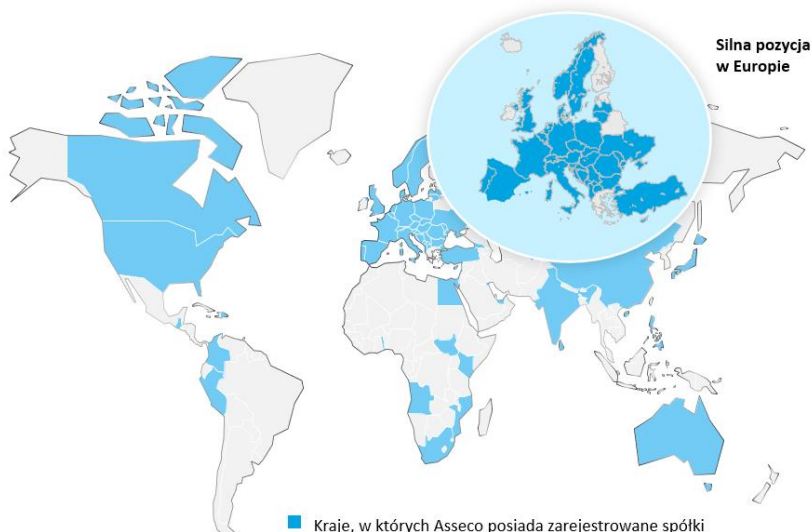 Silna pozycja
w Europie
Kraje, w których Asseco posiada zarejestrowane spółki